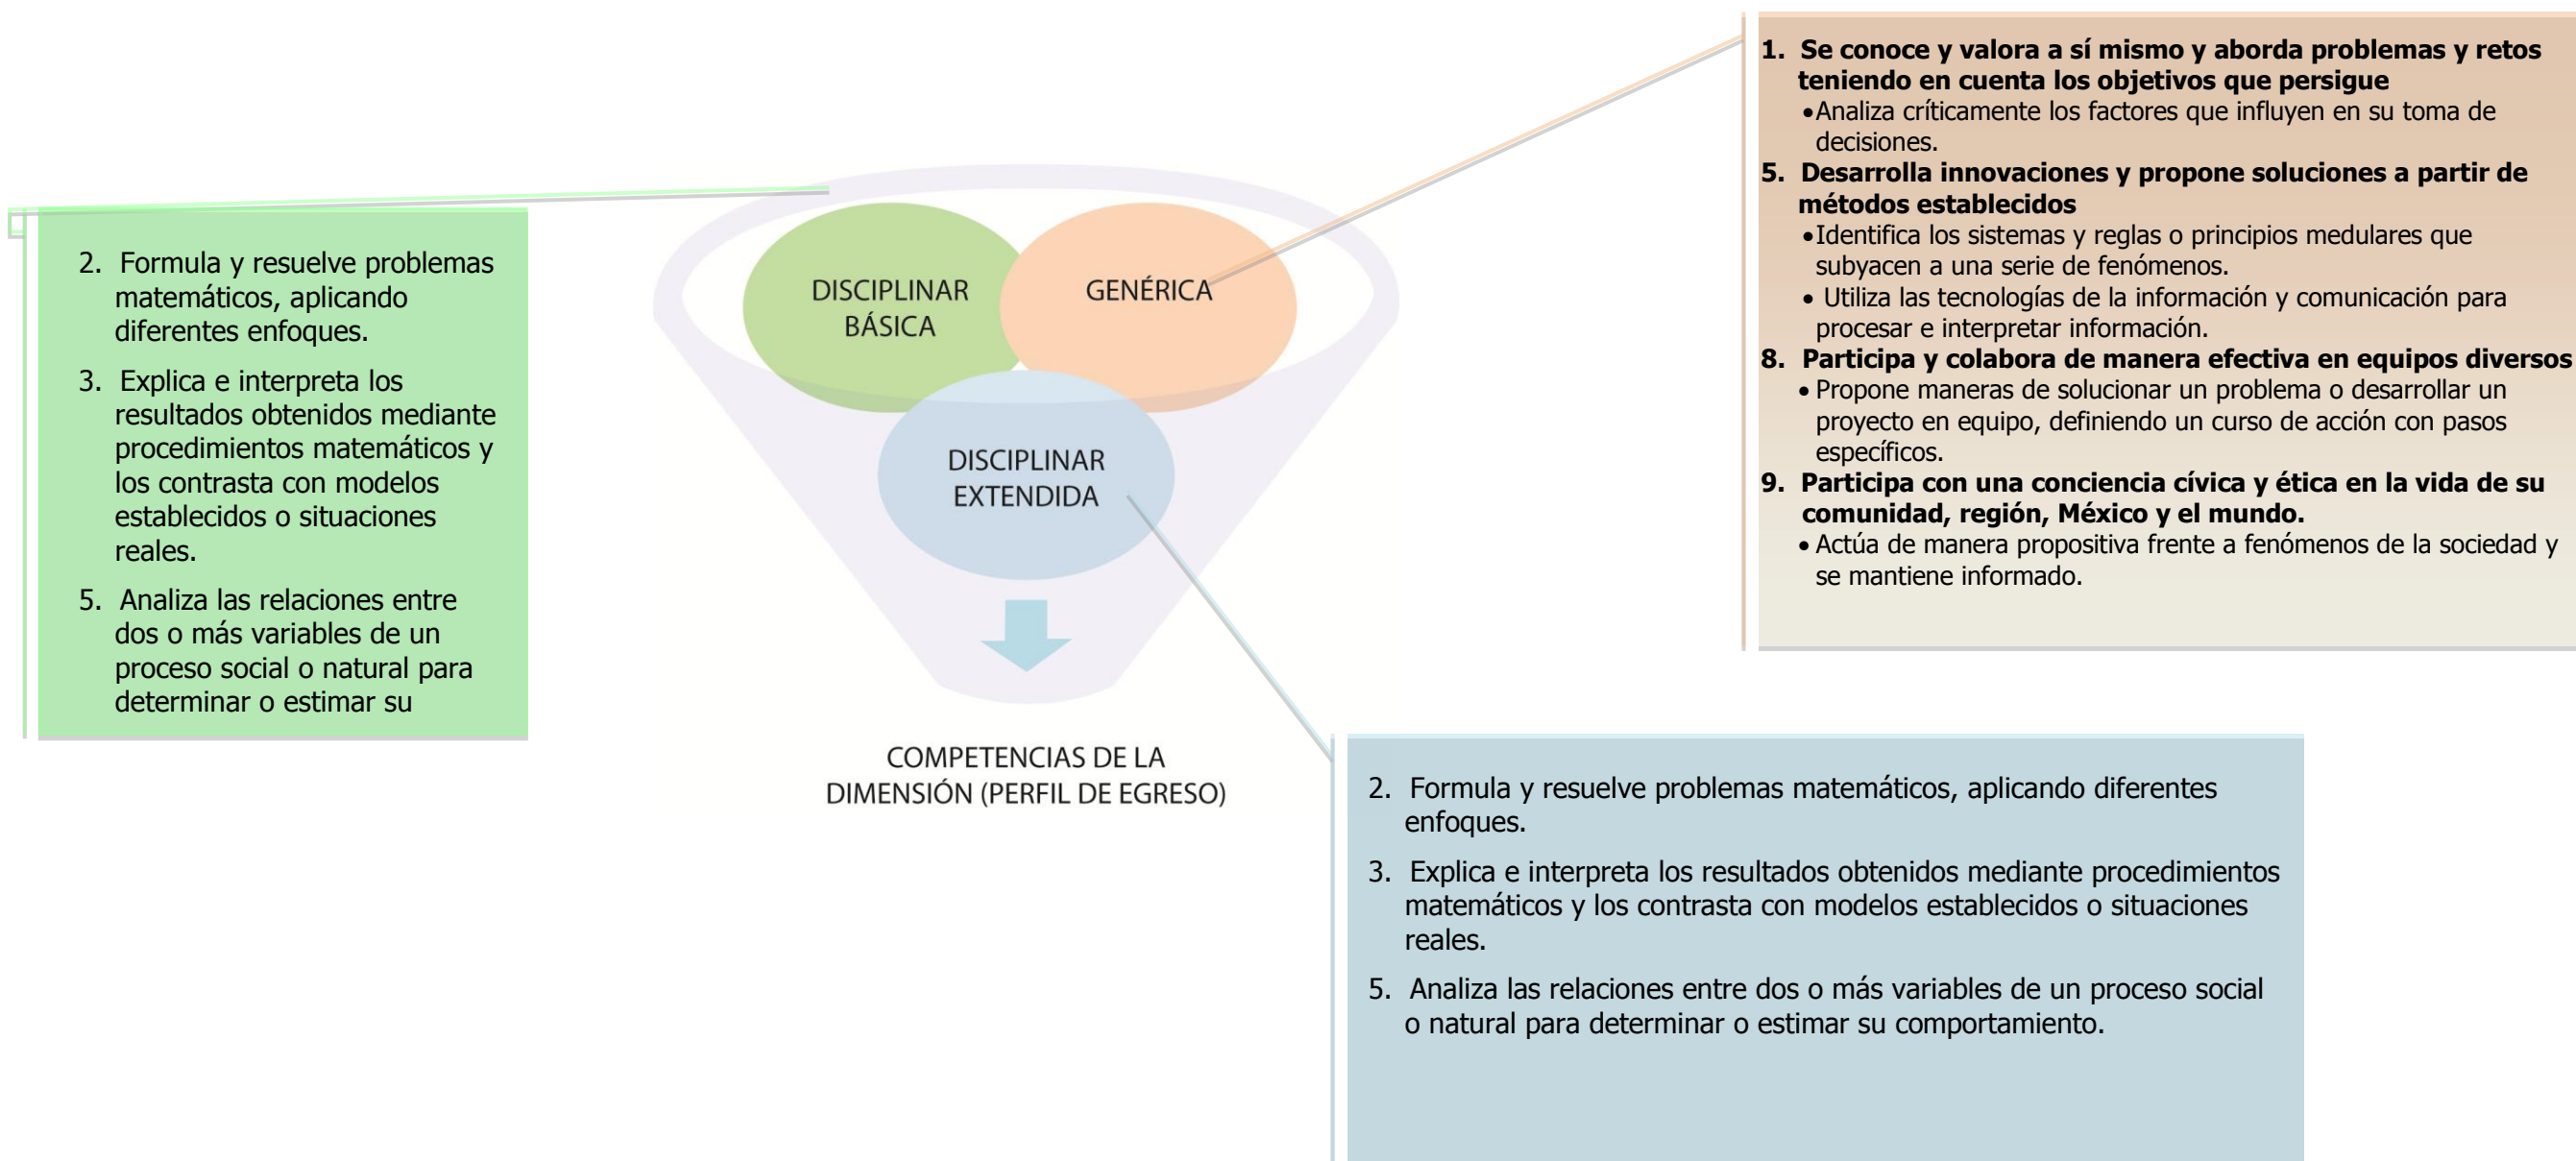 1. Se conoce y valora a sí mismo y aborda problemas y retos
teniendo en cuenta los objetivos que persigue
•Analiza críticamente los factores que influyen en su toma de
decisiones.
5. Desarrolla innovaciones y propone soluciones a partir de
métodos establecidos
•Identifica los sistemas y reglas o principios medulares que
subyacen a una serie de fenómenos.
• Utiliza las tecnologías de la información y comunicación para
procesar e interpretar información.
8. Participa y colabora de manera efectiva en equipos diversos
• Propone maneras de solucionar un problema o desarrollar un
proyecto en equipo, definiendo un curso de acción con pasos
específicos.
9. Participa con una conciencia cívica y ética en la vida de su
comunidad, región, México y el mundo.
• Actúa de manera propositiva frente a fenómenos de la sociedad y
se mantiene informado.
2. Formula y resuelve problemas
matemáticos, aplicando
diferentes enfoques.
3. Explica e interpreta los
resultados obtenidos mediante
procedimientos matemáticos y
los contrasta con modelos
establecidos o situaciones
reales.
5. Analiza las relaciones entre
dos o más variables de un
proceso social o natural para
determinar o estimar su
DISCIPLINAR
BÁSICA
GENÉRICA
DISCIPLINAR
EXTENDIDA
COMPETENCIAS DE LA
DIMENSIÓN (PERFIL DE EGRESO)
2. Formula y resuelve problemas matemáticos, aplicando diferentes
enfoques.
3. Explica e interpreta los resultados obtenidos mediante procedimientos
matemáticos y los contrasta con modelos establecidos o situaciones
reales.
5. Analiza las relaciones entre dos o más variables de un proceso social
o natural para determinar o estimar su comportamiento.